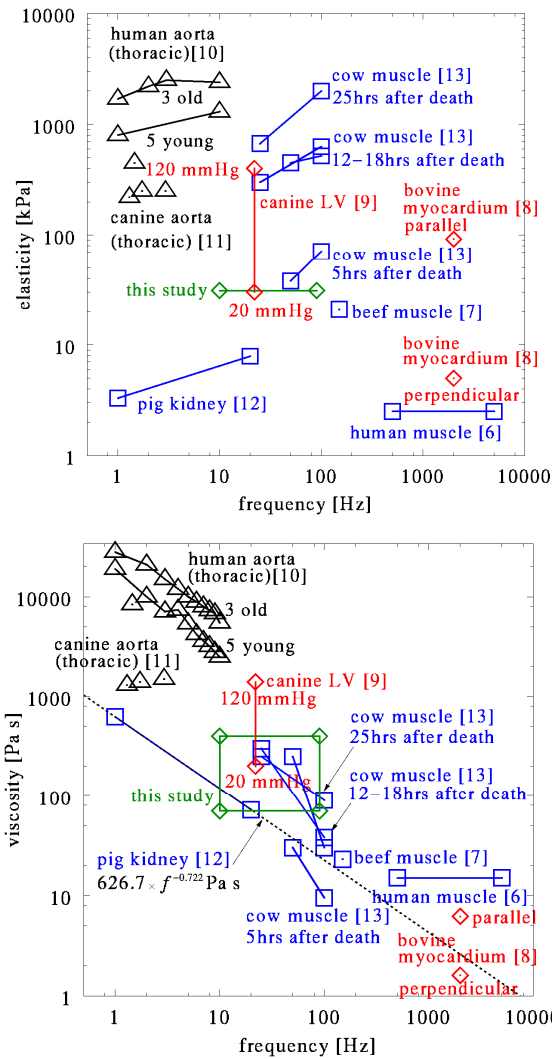 10000
human aorta
(thoracic)[10]
3 old
cow muscle [13]
25hrs after death
1000
5 young
120 mmHg
cow muscle [13]
12–18hrs after death
canine LV [9]
canine aorta
(thoracic) [11]
bovine
myocardium [8]
parallel
100
elasticity [kPa]
cow muscle [13]
5hrs after death
this study
20 mmHg
beef muscle [7]
10
bovine
myocardium [8]
perpendicular
pig kidney [12]
human muscle [6]
1
1 10 100 1000 10000
frequency [Hz]
human aorta
(thoracic)[10]
10000
3 old
5 young
canine aorta
(thoracic) [11]
canine LV [9]
120 mmHg
1000
cow muscle [13]
25hrs after death
viscosity [Pa s]
20 mmHg
cow muscle [13]
12–18hrs after death
this study
100
pig kidney [12]
626.7 × f −0.722 Pa s
beef muscle [7]
human muscle [6]
cow muscle [13]
5hrs after death
parallel
bovine
myocardium [8]
perpendicular
10
1
1 10 100 1000 10000
frequency [Hz]